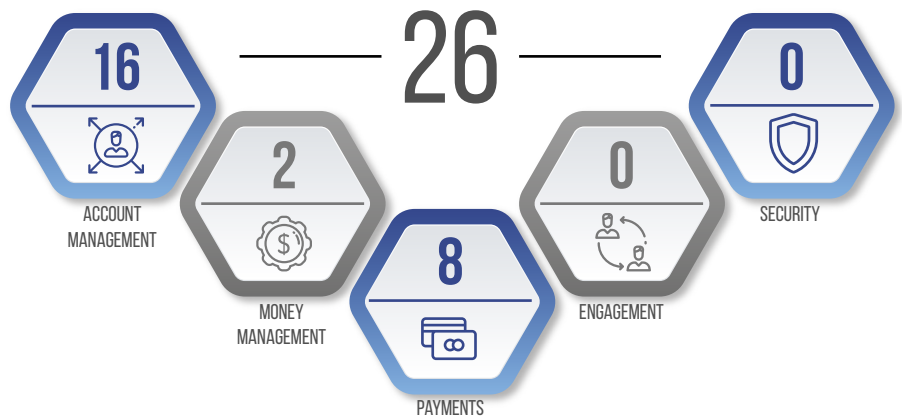 26
16
ACCOUNT
MANAGEMENT
2
$
MONEY
MANAGEMENT
8
PAYMENTS
0
ENGAGEMENT
0
SECURITY